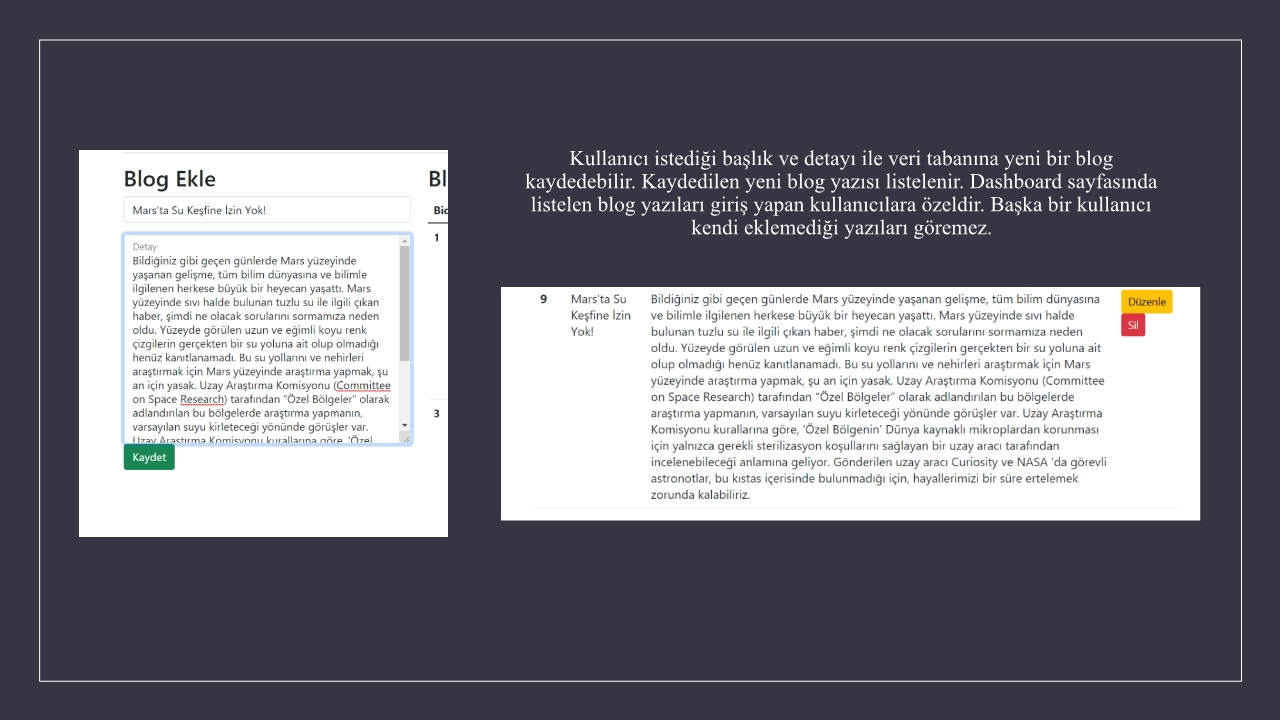 Blog Ekle
Bl
Mars'ta Su Keşfine İzin Yok!
1
Detay
Bildiğiniz gibi geçen günlerde Mars yüzeyinde
yaşanan gelişme, tüm bilim dünyasına ve bilimle
ilgilenen herkese büyük bir heyecan yaşattı. Mars
yüzeyinde sıvı halde bulunan tuzlu su ile ilgili çıkan
haber, şimdi ne olacak sorularını sormamıza neden
oldu. Yüzeyde görülen uzun ve eğimli koyu renk
çizgilerin gerçekten bir su yoluna ait olup olmadığı
henüz kanıtlanamadı. Bu su yollarını ve nehirleri
araştırmak için Mars yüzeyinde araştırma yapmak, şu
an için yasak. Uzay Araştırma Komisyonu (Committee
on Space Research) tarafından “Özel Bölgeler” olarak
adlandırılan bu bölgelerde araştırma yapmanın,
varsayılan suyu kirleteceği yönünde görüşler var.
Uzay Araştırma Komisyonu kurallarına göre, 'Özel
3
Kaydet
Kullanıcı istediği başlık ve detayı ile veri tabanına yeni bir blog
kaydedebilir. Kaydedilen yeni blog yazısı listelenir. Dashboard sayfasında
listelen blog yazıları giriş yapan kullanıcılara özeldir. Başka bir kullanıcı
kendi eklemediği yazıları göremez.
9
Mars'ta Su
Keşfine İzin
Yok!
Bildiğiniz gibi geçen günlerde Mars yüzeyinde yaşanan gelişme, tüm bilim dünyasına
ve bilimle ilgilenen herkese büyük bir heyecan yaşattı. Mars yüzeyinde sıvı halde
bulunan tuzlu su ile ilgili çıkan haber, şimdi ne olacak sorularını sormamıza neden
oldu. Yüzeyde görülen uzun ve eğimli koyu renk çizgilerin gerçekten bir su yoluna ait
olup olmadığı henüz kanıtlanamadı. Bu su yollarını ve nehirleri araştırmak için Mars
yüzeyinde araştırma yapmak, şu an için yasak. Uzay Araştırma Komisyonu (Committee
on Space Research) tarafından “Özel Bölgeler” olarak adlandırılan bu bölgelerde
araştırma yapmanın, varsayılan suyu kirleteceği yönünde görüşler var. Uzay Araştırma
Komisyonu kurallarına göre, 'Özel Bölgenin' Dünya kaynaklı mikroplardan korunması
için yalnızca gerekli sterilizasyon koşullarını sağlayan bir uzay aracı tarafından
incelenebileceği anlamına geliyor. Gönderilen uzay aracı Curiosity ve NASA 'da görevli
astronotlar, bu kıstas içerisinde bulunmadığı için, hayallerimizi bir süre ertelemek
zorunda kalabiliriz.
Düzenle
Sil